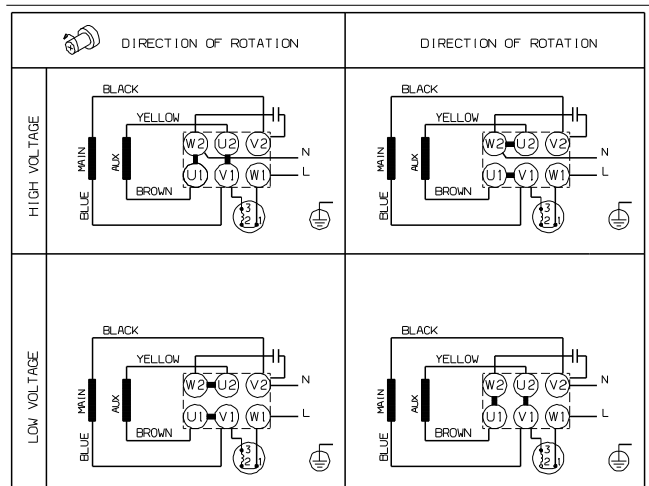 DIRECTION OF ROTATION
DIRECTION OF ROTATION
HIGH VOLTAGE
BLACK
YELLOW
W2 U2 V2
N
MAIN
AUX
U1 V1 W1
L
BROWN
BLUE
3
2 1
BLACK
YELLOW
W2 U2 V2
N
MAIN
AUX
U1 V1 W1
L
BROWN
BLUE
3
2 1
LOW VOLTAGE
BLACK
YELLOW
W2 U2 V2
N
MAIN
AUX
U1 V1 W1
L
BROWN
BLUE
3
2 1
BLACK
YELLOW
W2 U2 V2
N
MAIN
AUX
U1 V1 W1
L
BROWN
BLUE
3
2 1